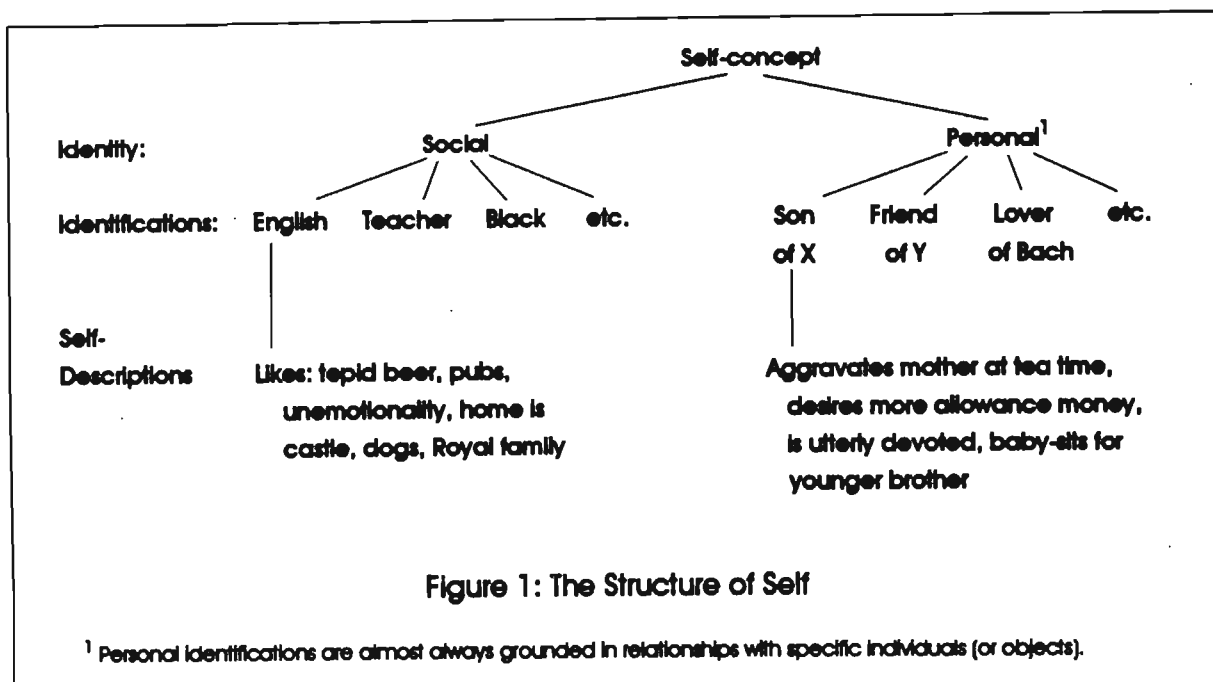 Self-concept
Identity: Social Personal¹
Identifications: English Teacher Black etc. Son of X Friend of Y Lover of Bach etc.
Self-Descriptions
Likes: tepid beer, pubs,
unemotionality, home is
castle, dogs, Royal family
Aggravates mother at tea time,
desires more allowance money,
is utterly devoted, baby-sits for
younger brother
Figure 1: The Structure of Self
¹ Personal identifications are almost always grounded in relationships with specific individuals (or objects).